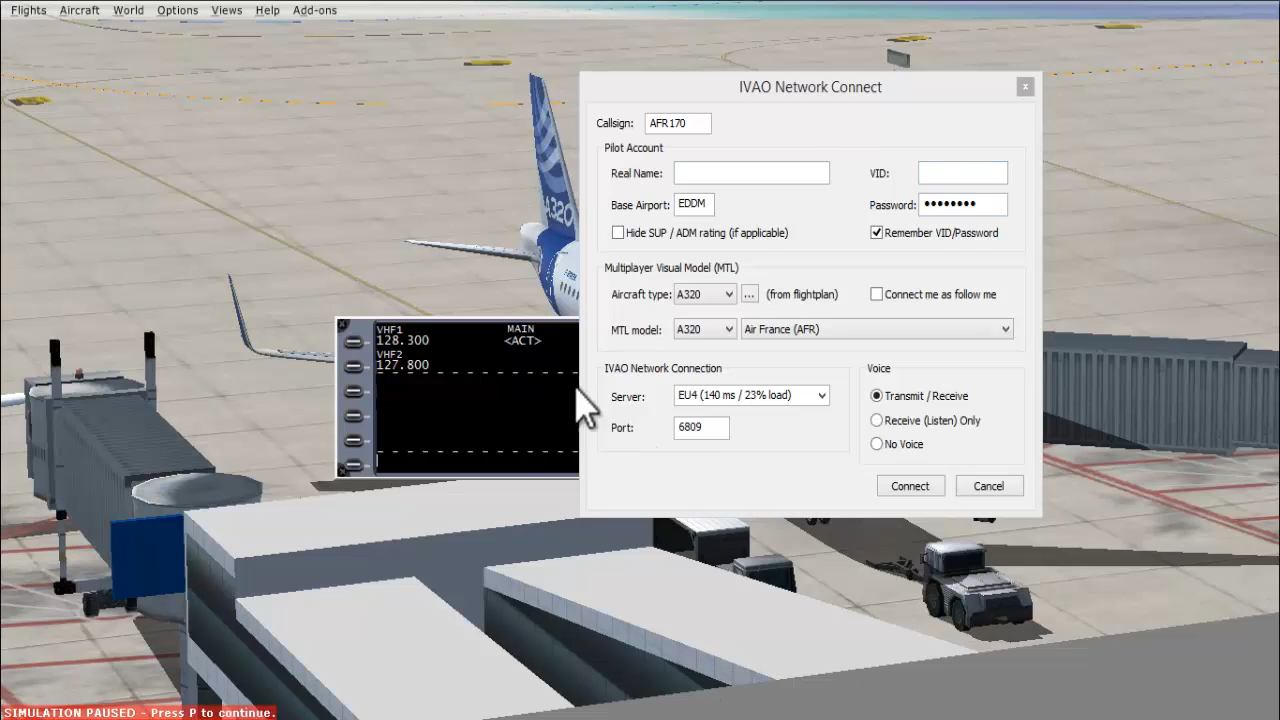 Flights Aircraft World Options Views Help Add-ons
A320
IVAO Network Connect
Callsign: AFR170
Pilot Account
Real Name: VID:
Base Airport: EDDM Password: ••••••••
Hide SUP / ADM rating (if applicable) Remember VID/Password
Multiplayer Visual Model (MTL)
Aircraft type: A320 ... (from flightplan) Connect me as follow me
MTL model: A320 Air France (AFR)
IVAO Network Connection Voice
Server: EU4 (140 ms / 23% load) Transmit / Receive
Port: 6809 Receive (Listen) Only
No Voice
Connect Cancel
VHF1 MAIN
128.300 <ACT>
VHF2
127.800
SIMULATION PAUSED - Press P to continue.